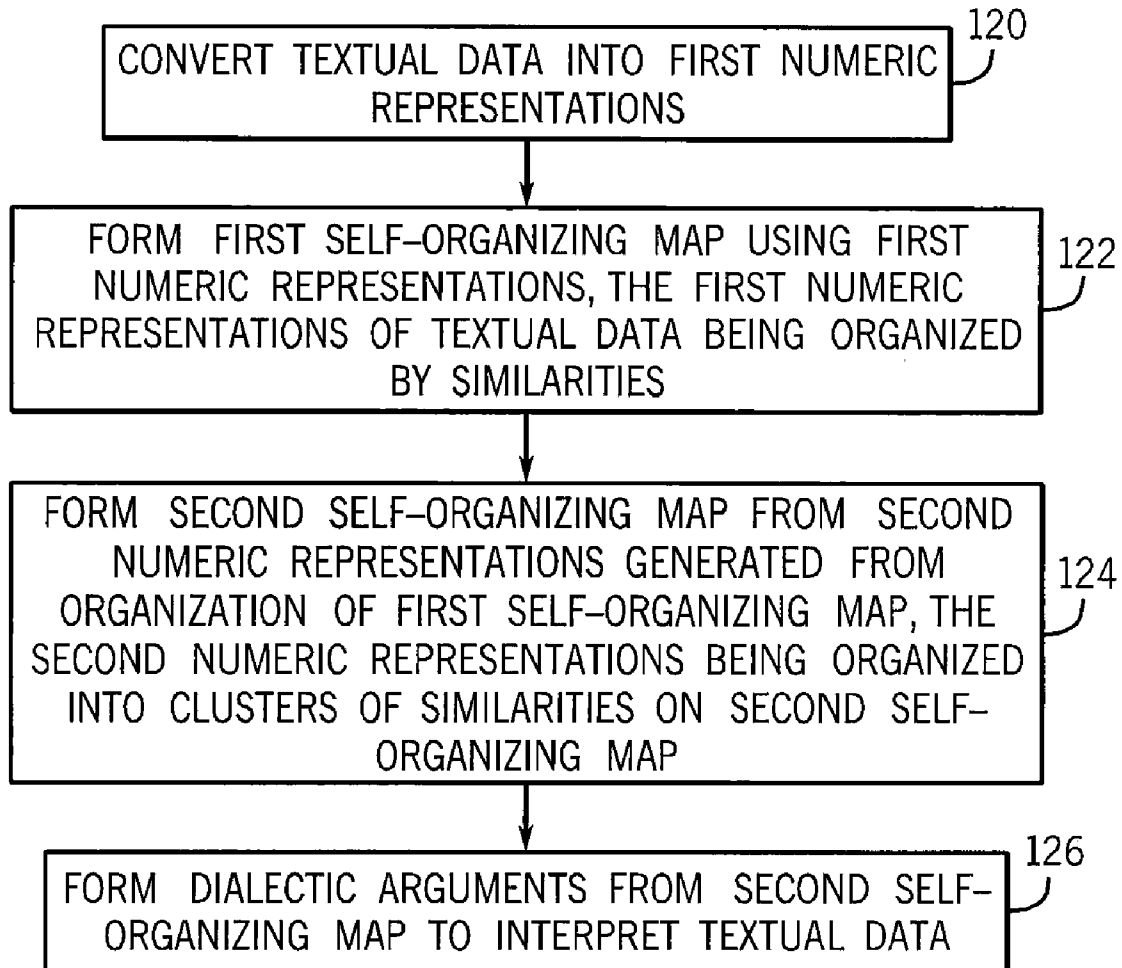 120
CONVERT TEXTUAL DATA INTO FIRST NUMERIC
REPRESENTATIONS
FORM FIRST SELF-ORGANIZING MAP USING FIRST
NUMERIC REPRESENTATIONS, THE FIRST NUMERIC
REPRESENTATIONS OF TEXTUAL DATA BEING ORGANIZED
BY SIMILARITIES
122
FORM SECOND SELF-ORGANIZING MAP FROM SECOND
NUMERIC REPRESENTATIONS GENERATED FROM
ORGANIZATION OF FIRST SELF-ORGANIZING MAP, THE
SECOND NUMERIC REPRESENTATIONS BEING ORGANIZED
INTO CLUSTERS OF SIMILARITIES ON SECOND SELF-
ORGANIZING MAP
124
FORM DIALECTIC ARGUMENTS FROM SECOND SELF-
ORGANIZING MAP TO INTERPRET TEXTUAL DATA
126